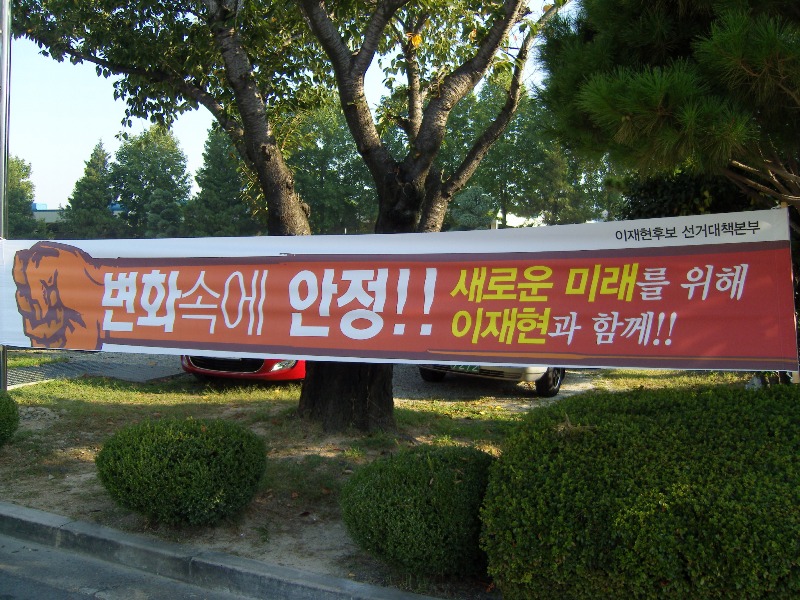 이재현후보 선거대책본부
변화속에 안정!!
새로운 미래를 위해
이재현과 함께!!